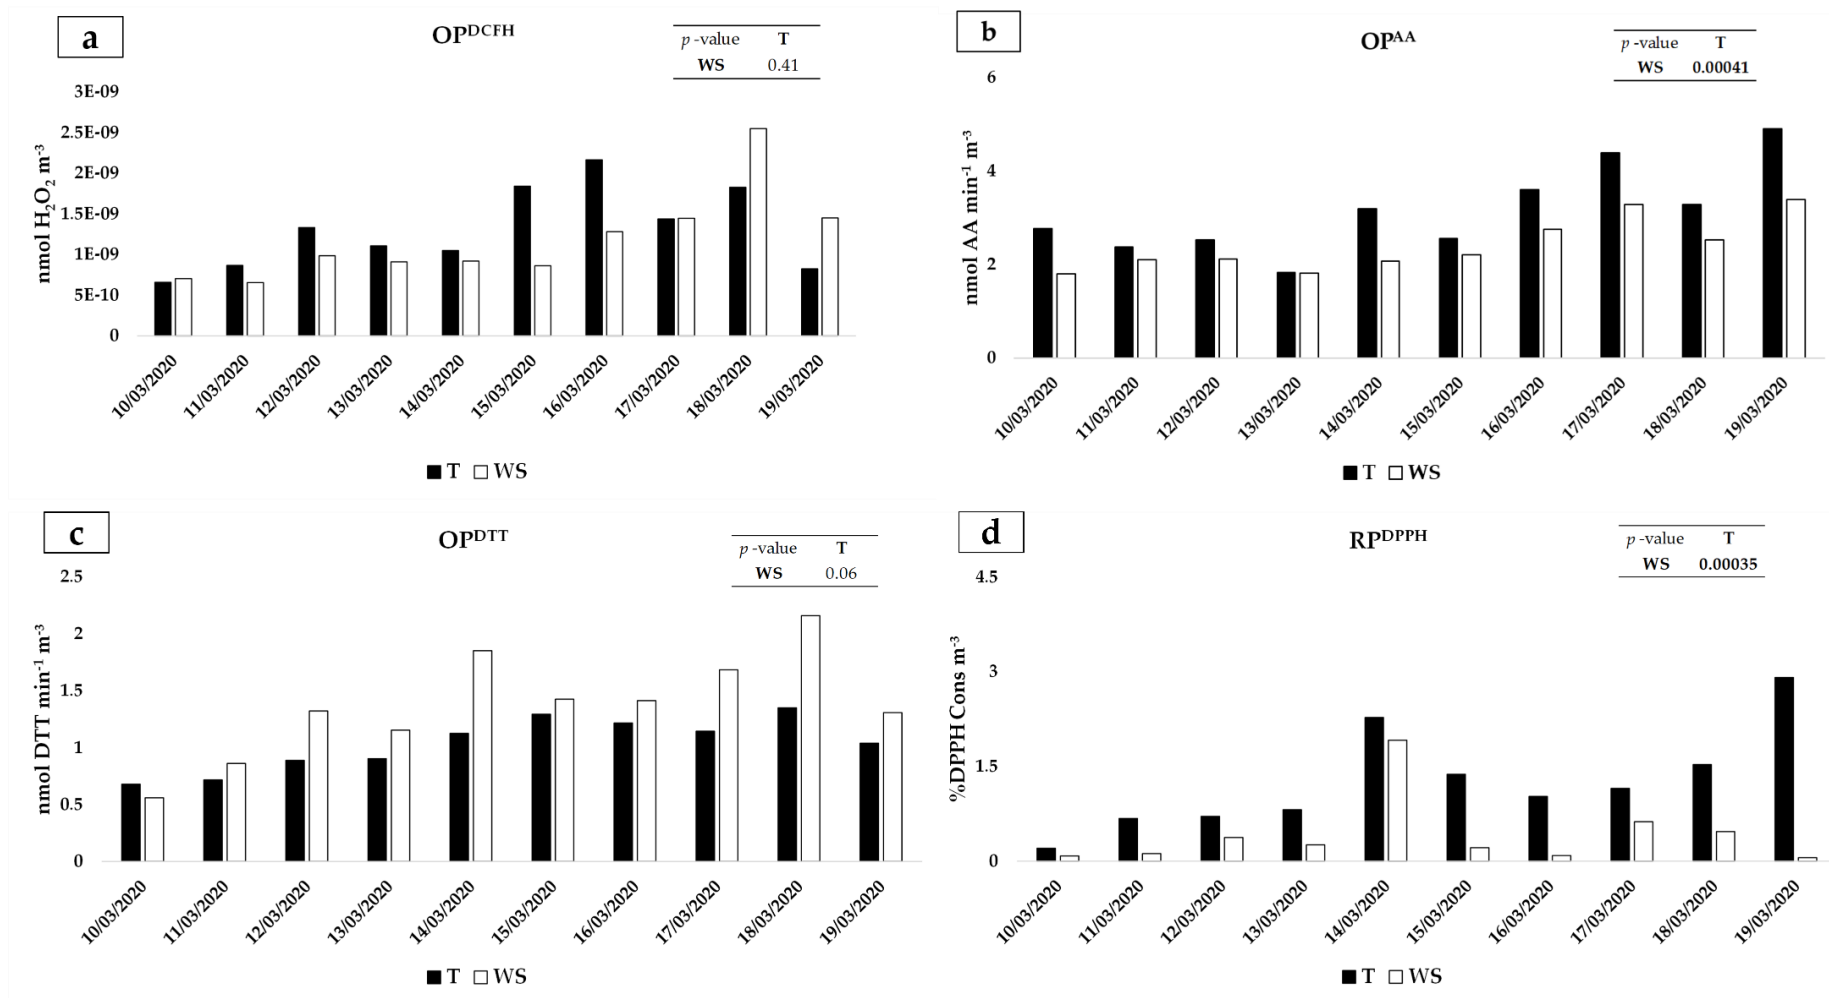 a
OP^DCFH
p -value T
WS 0.41
3E-09
2.5E-09
2E-09
1.5E-09
1E-09
5E-10
0
nmol H₂O₂ m⁻³
10/03/2020
11/03/2020
12/03/2020
13/03/2020
14/03/2020
15/03/2020
16/03/2020
17/03/2020
18/03/2020
19/03/2020
T WS
b
OP^AA
p -value T
WS 0.00041
6
4
2
0
nmol AA min⁻¹ m⁻³
10/03/2020
11/03/2020
12/03/2020
13/03/2020
14/03/2020
15/03/2020
16/03/2020
17/03/2020
18/03/2020
19/03/2020
T WS
c
OP^DTT
p -value T
WS 0.06
2.5
2
1.5
1
0.5
0
nmol DTT min⁻¹ m⁻³
10/03/2020
11/03/2020
12/03/2020
13/03/2020
14/03/2020
15/03/2020
16/03/2020
17/03/2020
18/03/2020
19/03/2020
T WS
d
RP^DPPH
p -value T
WS 0.00035
4.5
3
1.5
0
%DPPH Cons m⁻³
10/03/2020
11/03/2020
12/03/2020
13/03/2020
14/03/2020
15/03/2020
16/03/2020
17/03/2020
18/03/2020
19/03/2020
T WS